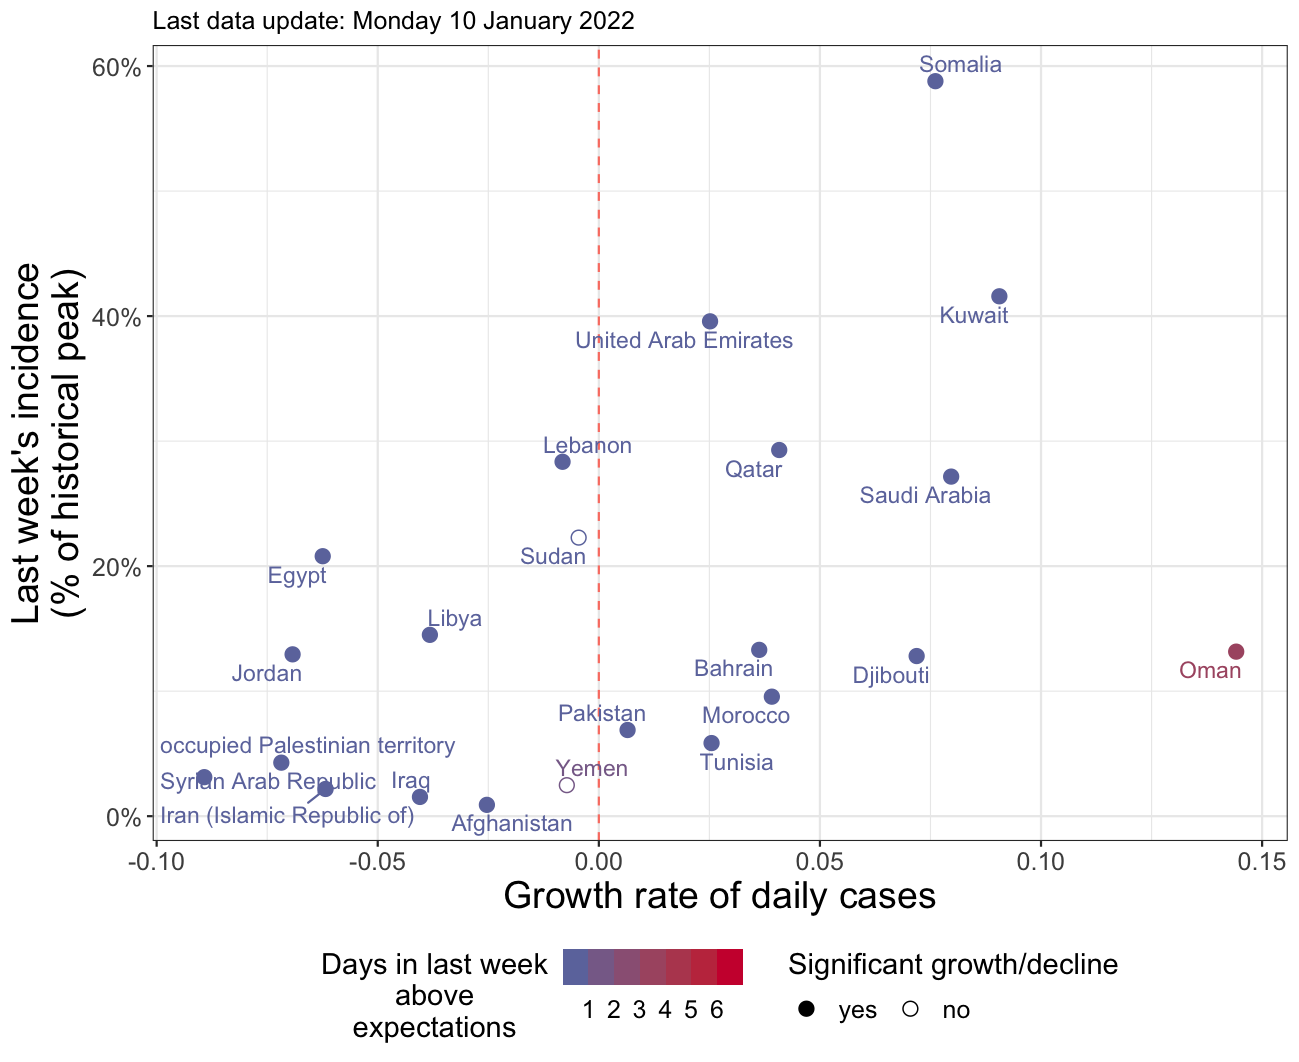 Last data update: Monday 10 January 2022
Last week's incidence
(% of historical peak)
60%
40%
20%
0%
Somalia
Kuwait
United Arab Emirates
Lebanon
Qatar
Saudi Arabia
Sudan
Egypt
Libya
Jordan
Bahrain
Djibouti
Oman
Pakistan
Morocco
occupied Palestinian territory
Tunisia
Yemen
Syrian Arab Republic
Iraq
Iran (Islamic Republic of)
Afghanistan
-0.10 -0.05 0.00 0.05 0.10 0.15
Growth rate of daily cases
Days in last week
above
expectations
1 2 3 4 5 6
Significant growth/decline
yes no